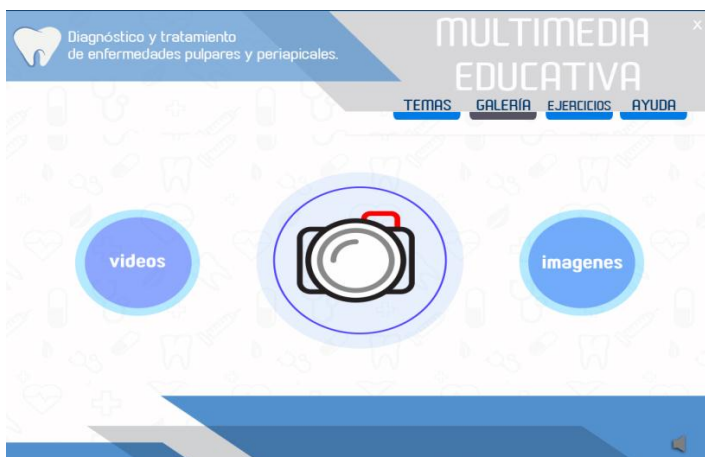 Diagnóstico y tratamiento
de enfermedades pulpares y periapicales.
MULTIMEDIA
EDUCATIVA
X
TEMAS GALERÍA EJERCICIOS AYUDA
videos
imagenes